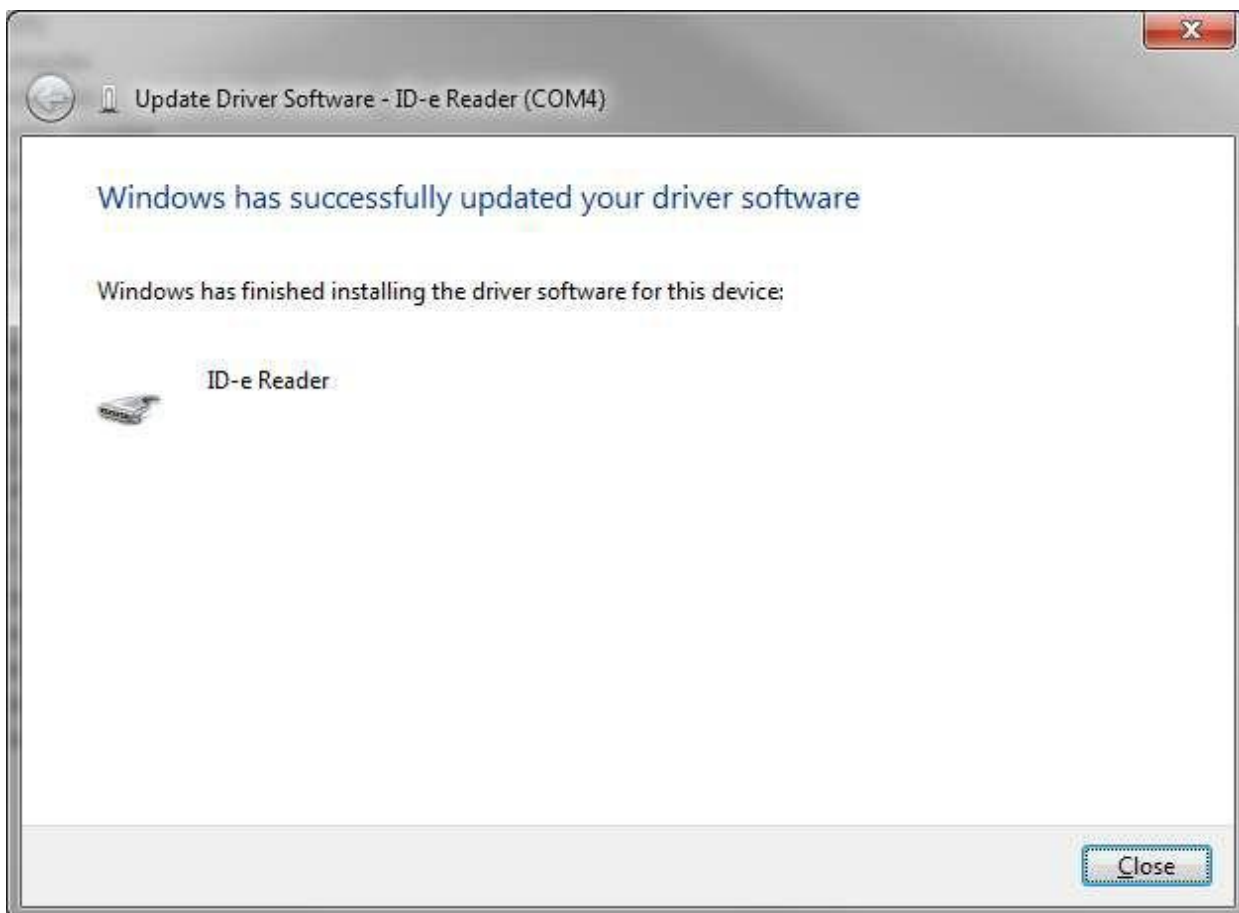 Update Driver Software - ID-e Reader (COM4)
Windows has successfully updated your driver software
Windows has finished installing the driver software for this device:
ID-e Reader
Close